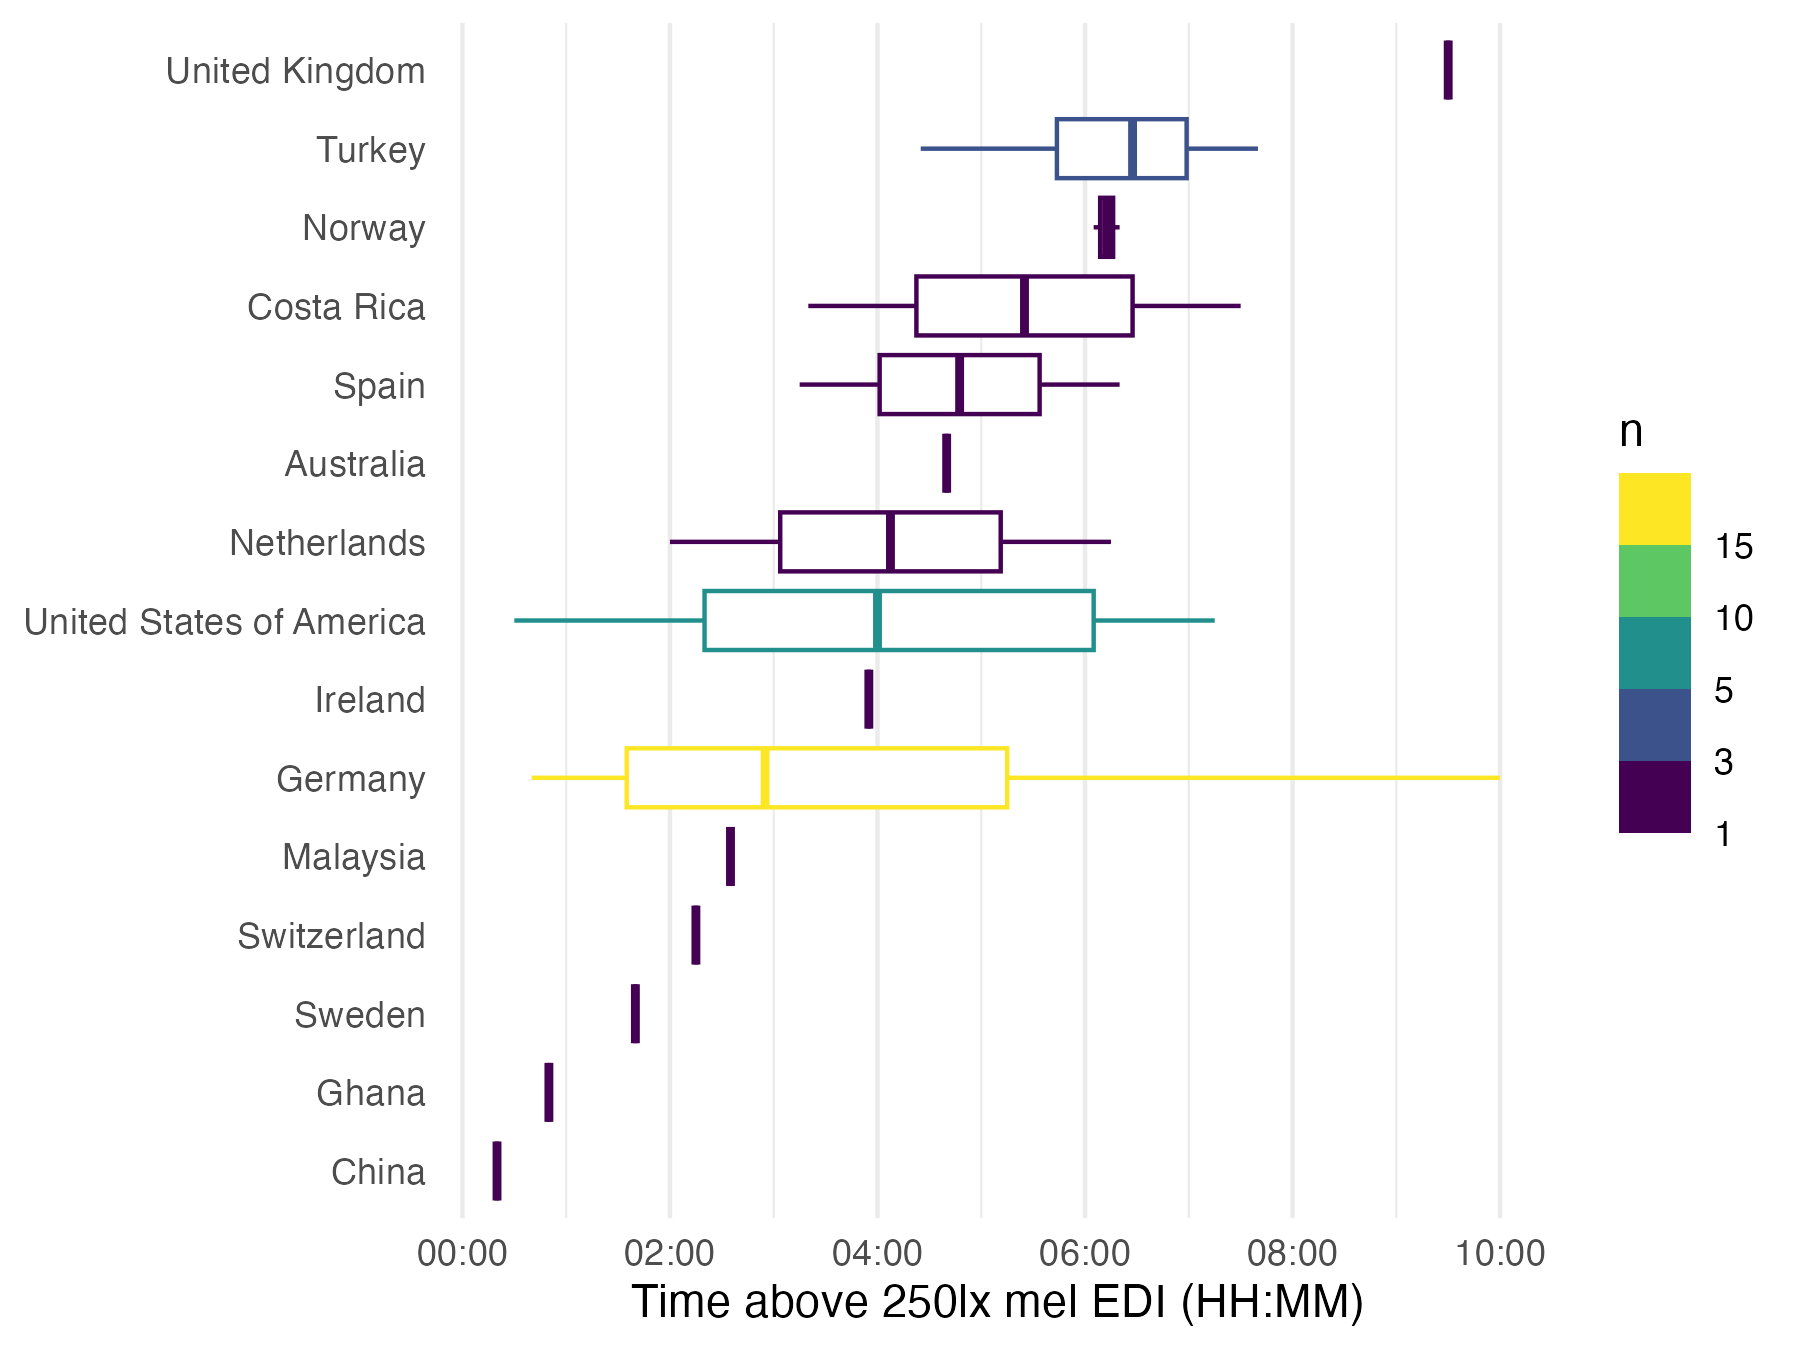 United Kingdom
Turkey
Norway
Costa Rica
Spain
Australia
Netherlands
United States of America
Ireland
Germany
Malaysia
Switzerland
Sweden
Ghana
China
00:00 02:00 04:00 06:00 08:00 10:00
Time above 250lx mel EDI (HH:MM)
n
15
10
5
3
1